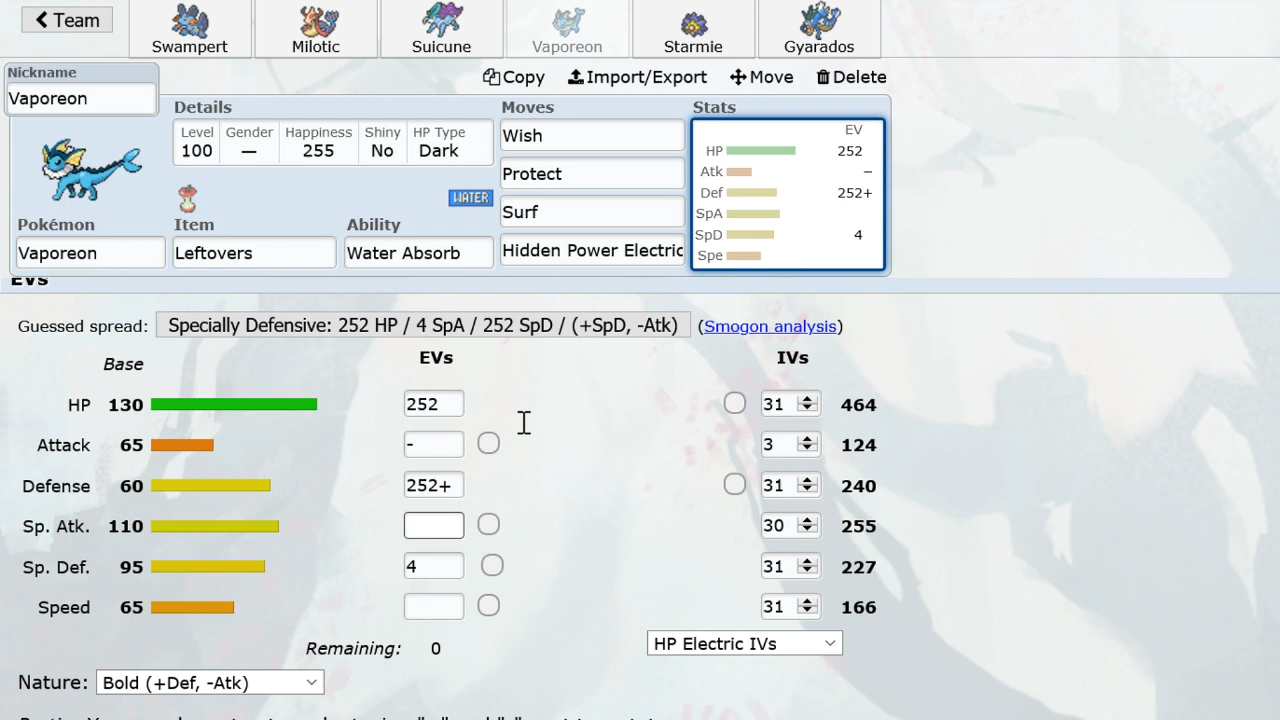 Team
Swampert
Milotic
Suicune
Vaporeon
Starmie
Gyarados
Nickname
Vaporeon
Copy
Import/Export
Move
Delete
Details
Moves
Stats
Level
Gender
Happiness
Shiny
HP Type
100
—
255
No
Dark
WATER
Pokémon
Item
Ability
Vaporeon
Leftovers
Water Absorb
Wish
Protect
Surf
Hidden Power Electric
EV
HP 252
Atk –
Def 252+
SpA
SpD 4
Spe
EVs
Guessed spread: Specially Defensive: 252 HP / 4 SpA / 252 SpD / (+SpD, -Atk) (Smogon analysis)
Base EVs IVs
HP 130 252 31 464
Attack 65 - 3 124
Defense 60 252+ 31 240
Sp. Atk. 110 30 255
Sp. Def. 95 4 31 227
Speed 65 31 166
Remaining: 0 HP Electric IVs
Nature: Bold (+Def, -Atk)